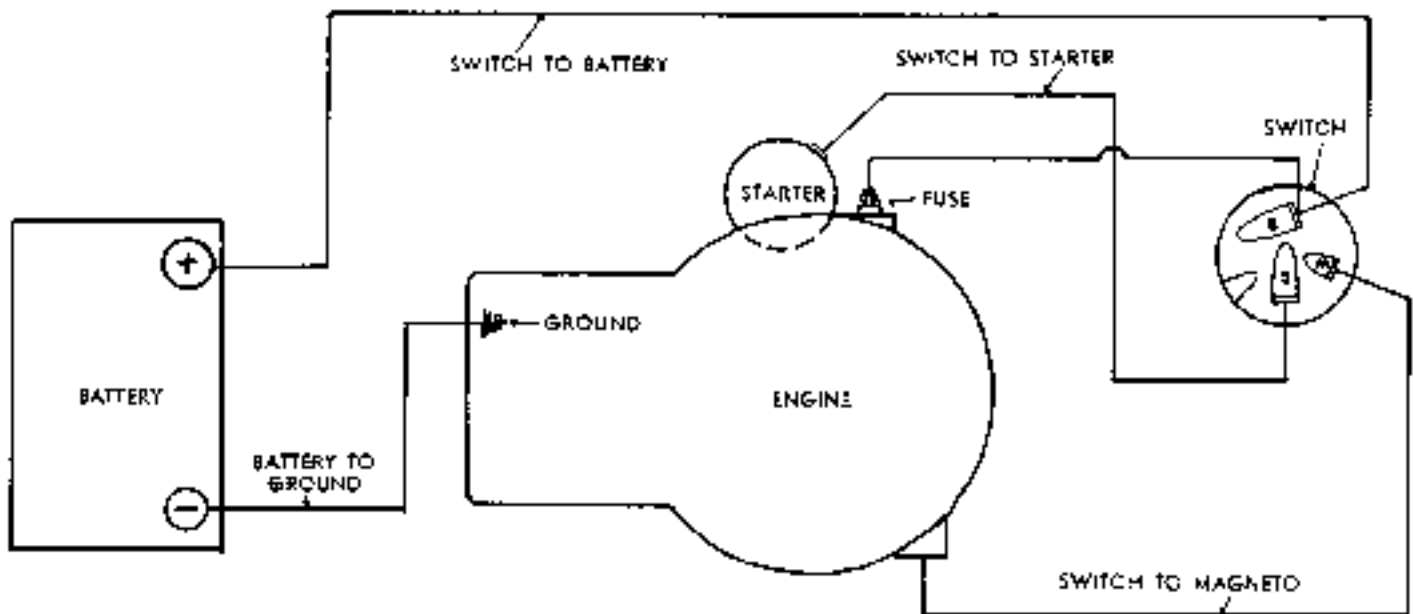 SWITCH TO BATTERY
SWITCH TO STARTER
SWITCH
STARTER
FUSE
+
GROUND
BATTERY
ENGINE
BATTERY TO
GROUND
−
SWITCH TO MAGNETO